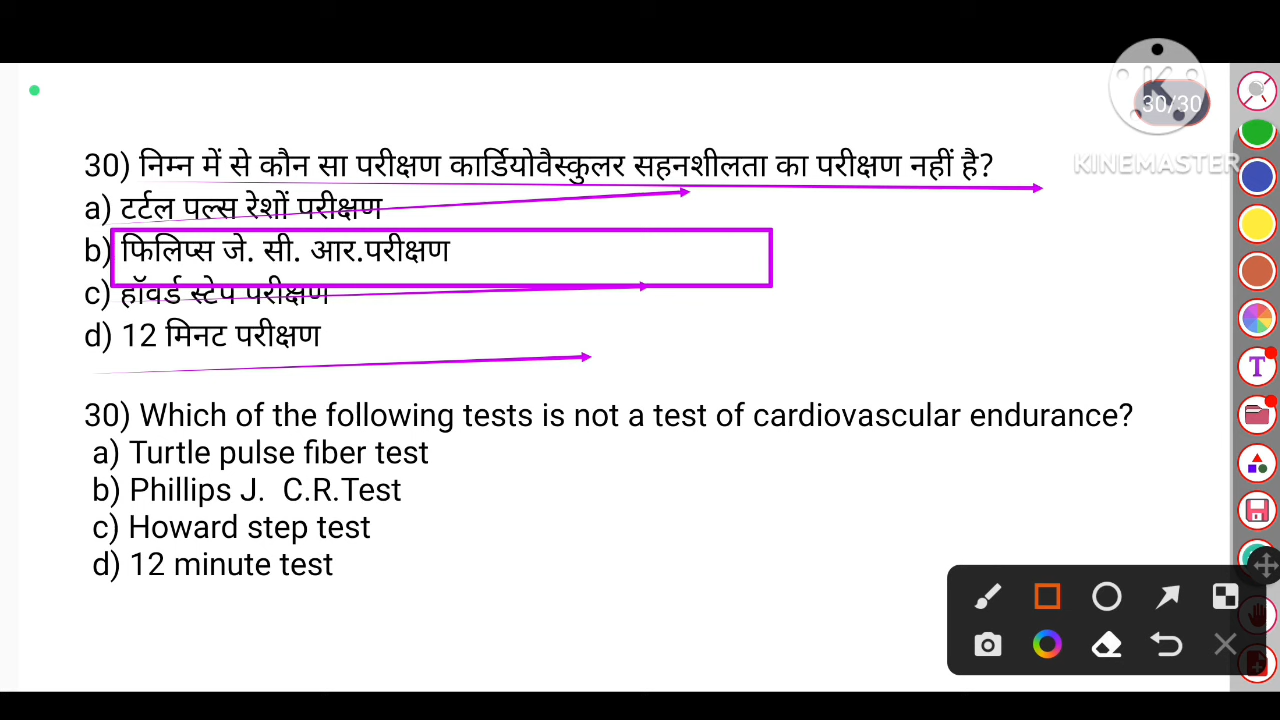 30/30
KINEMASTER
30) निम्न में से कौन सा परीक्षण कार्डियोवैस्कुलर सहनशीलता का परीक्षण नहीं है?
a) टर्टल पल्स रेशों परीक्षण
b) फिलिप्स जे. सी. आर.परीक्षण
c) हॉवर्ड स्टेप परीक्षण
d) 12 मिनट परीक्षण
30) Which of the following tests is not a test of cardiovascular endurance?
a) Turtle pulse fiber test
b) Phillips J. C.R.Test
c) Howard step test
d) 12 minute test
T